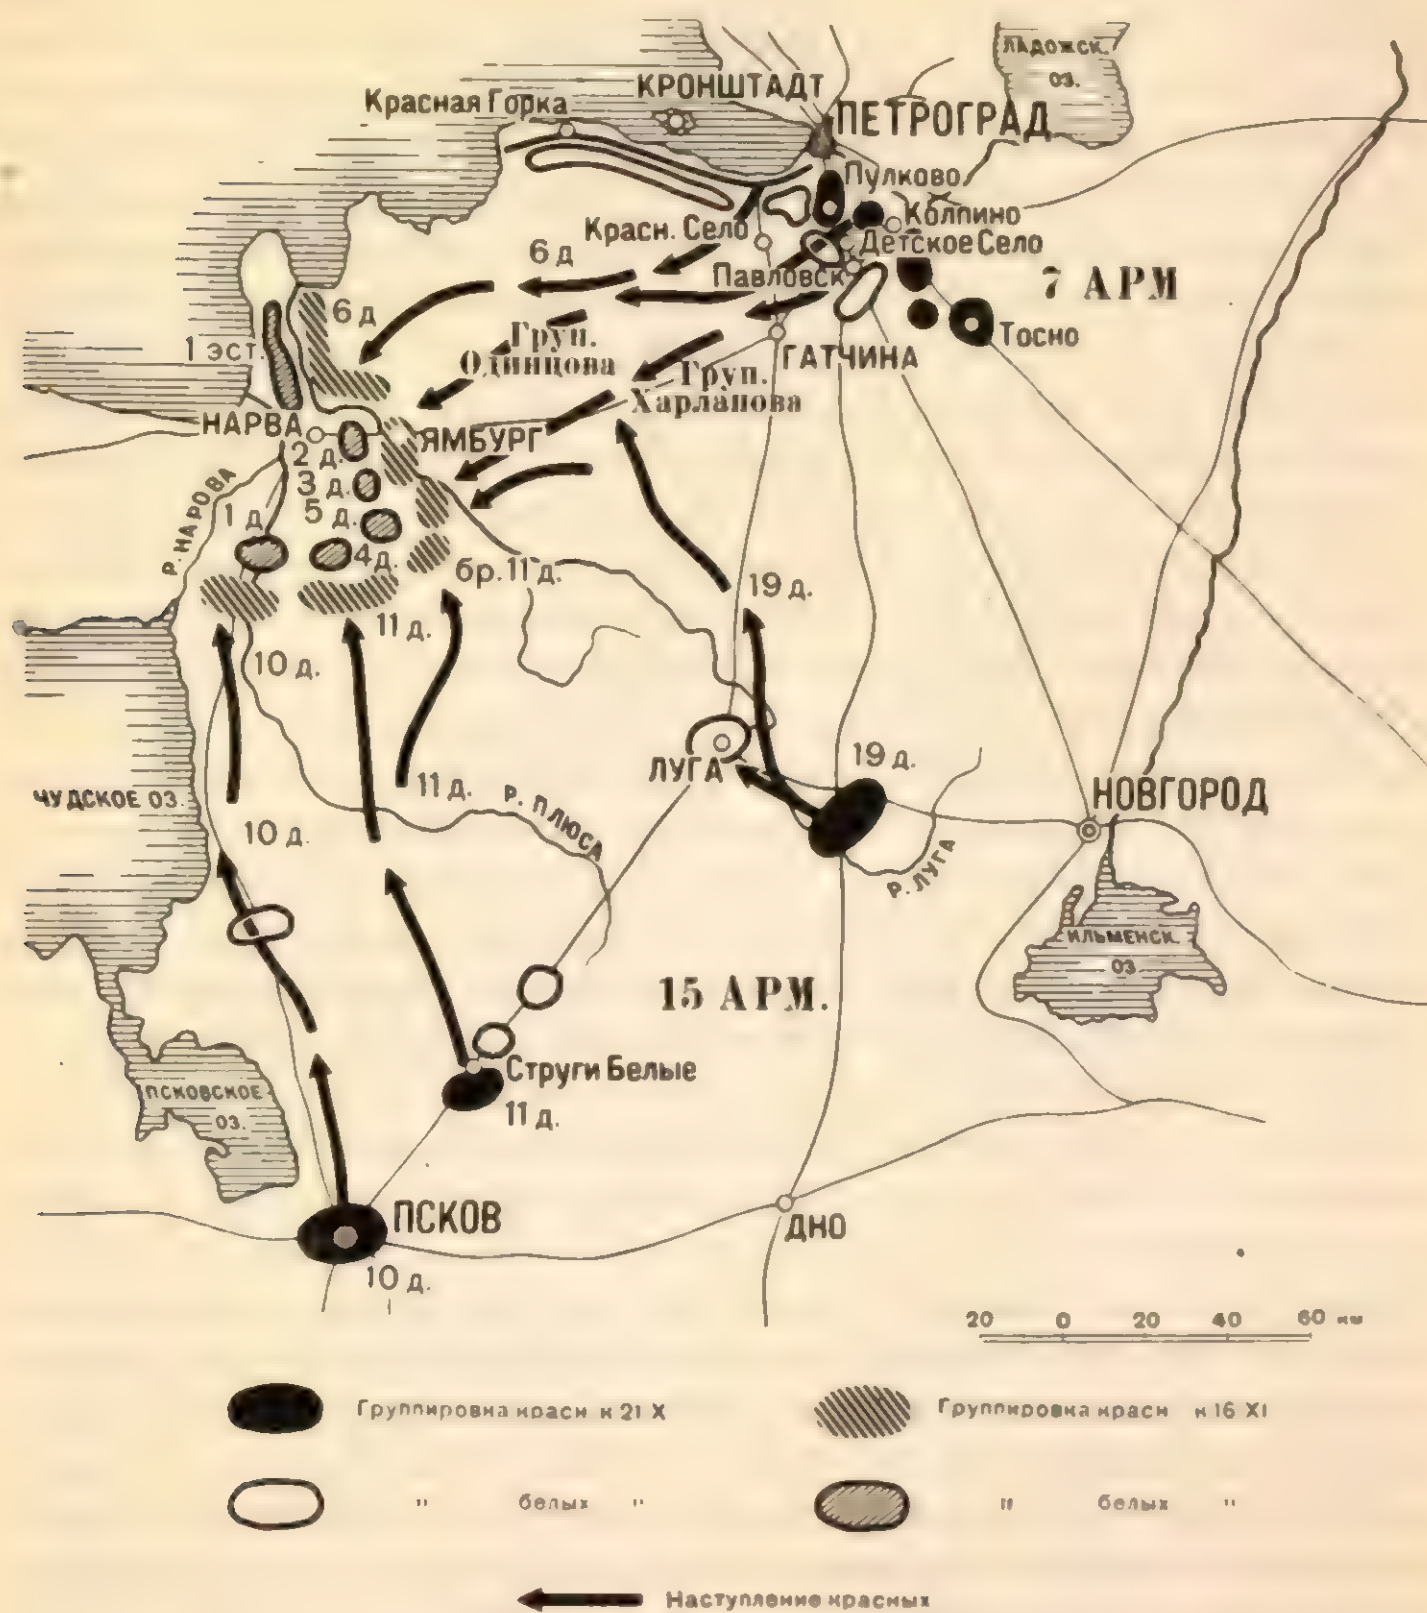 ЛАДОЖСК.
ОЗ.
КРОНШТАДТ
Красная Горка
ПЕТРОГРАД
Пулково
Колпино
Красн. Село
Детское Село
6 д
Павловск
7 АРМ
6 д
Груп.
Одинцова
Тосно
1 эст.
ГАТЧИНА
Груп.
Харлапова
НАРВА
ЯМБУРГ
2 д.
3 д.
Р. НАРОВА
1 д
5 д.
4 д.
бр. 11 д.
19 д.
11 д.
10 д.
19 д.
ЛУГА
11 д.
Р. ПЛЮСА
ЧУДСКОЕ ОЗ.
НОВГОРОД
10 д.
Р. ЛУГА
ИЛЬМЕНСК.
ОЗ
15 АРМ.
Струги Белые
11 д.
ПСКОВСКОЕ
ОЗ.
ПСКОВ
ДНО
10 д.
20 0 20 40 60 км
Группировка красн к 21 X
Группировка красн к 16 XI
" белых "
" белых "
Наступление красных